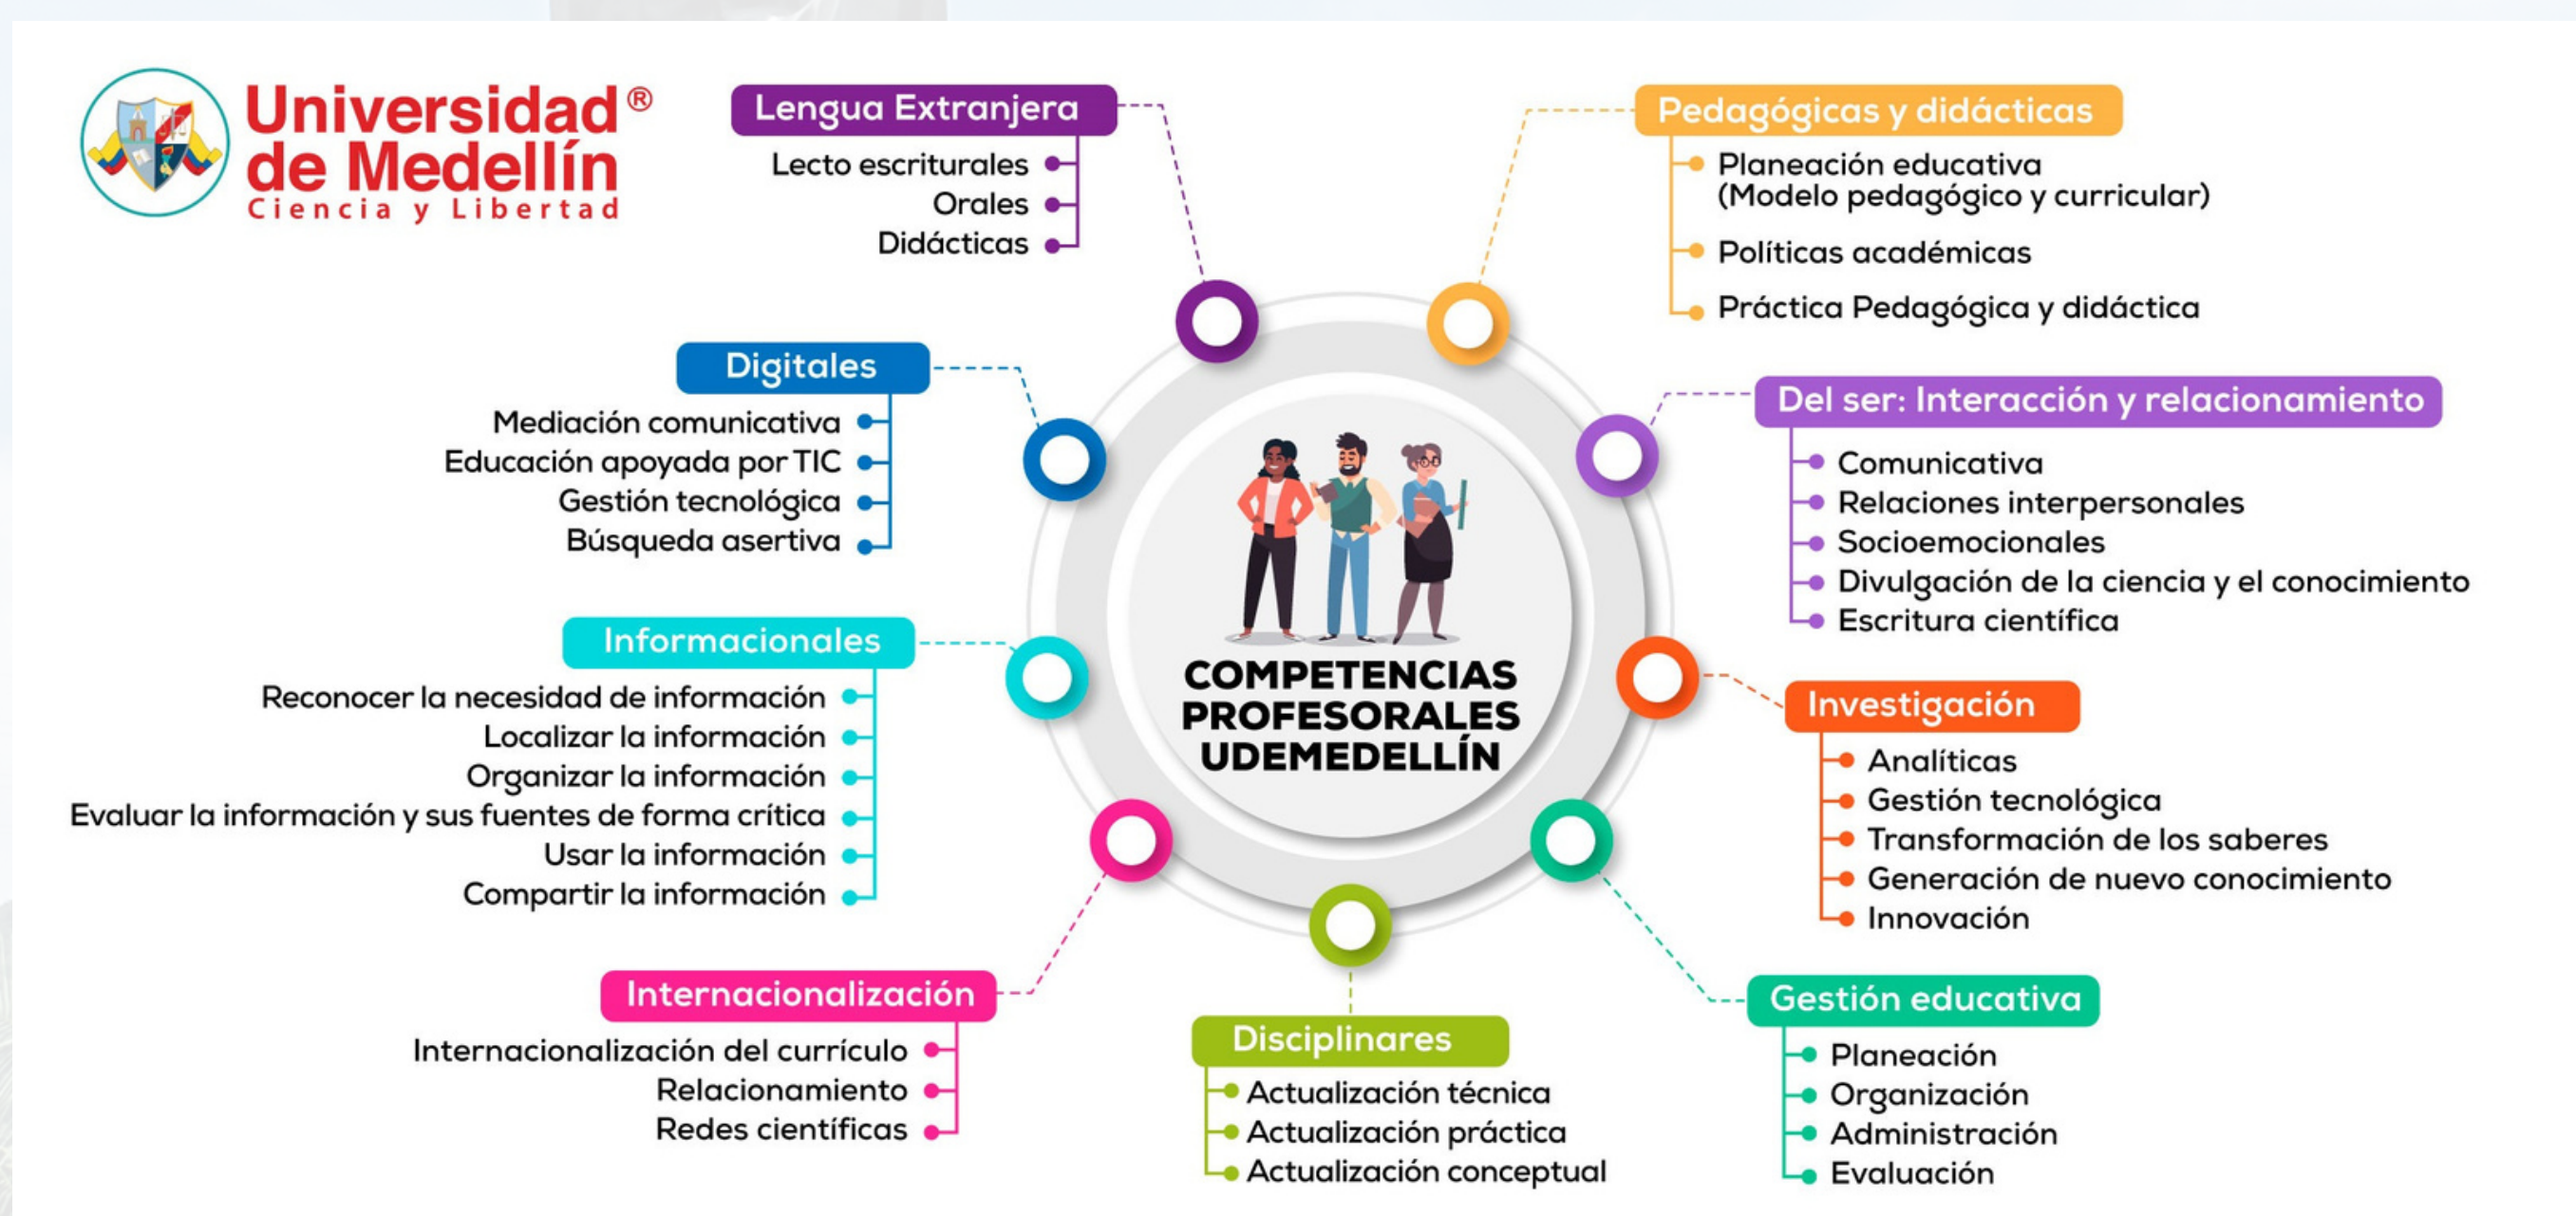 Universidad®
de Medellín
Ciencia y Libertad
Lengua Extranjera
Lecto escriturales
Orales
Didácticas
Digitales
Mediación comunicativa
Educación apoyada por TIC
Gestión tecnológica
Búsqueda asertiva
Informacionales
Reconocer la necesidad de información
Localizar la información
Organizar la información
Evaluar la información y sus fuentes de forma crítica
Usar la información
Compartir la información
Internacionalización
Internacionalización del currículo
Relacionamiento
Redes científicas
COMPETENCIAS
PROFESORALES
UDEMEDELLÍN
Disciplinares
Actualización técnica
Actualización práctica
Actualización conceptual
Pedagógicas y didácticas
Planeación educativa
(Modelo pedagógico y curricular)
Políticas académicas
Práctica Pedagógica y didáctica
Del ser: Interacción y relacionamiento
Comunicativa
Relaciones interpersonales
Socioemocionales
Divulgación de la ciencia y el conocimiento
Escritura científica
Investigación
Analíticas
Gestión tecnológica
Transformación de los saberes
Generación de nuevo conocimiento
Innovación
Gestión educativa
Planeación
Organización
Administración
Evaluación